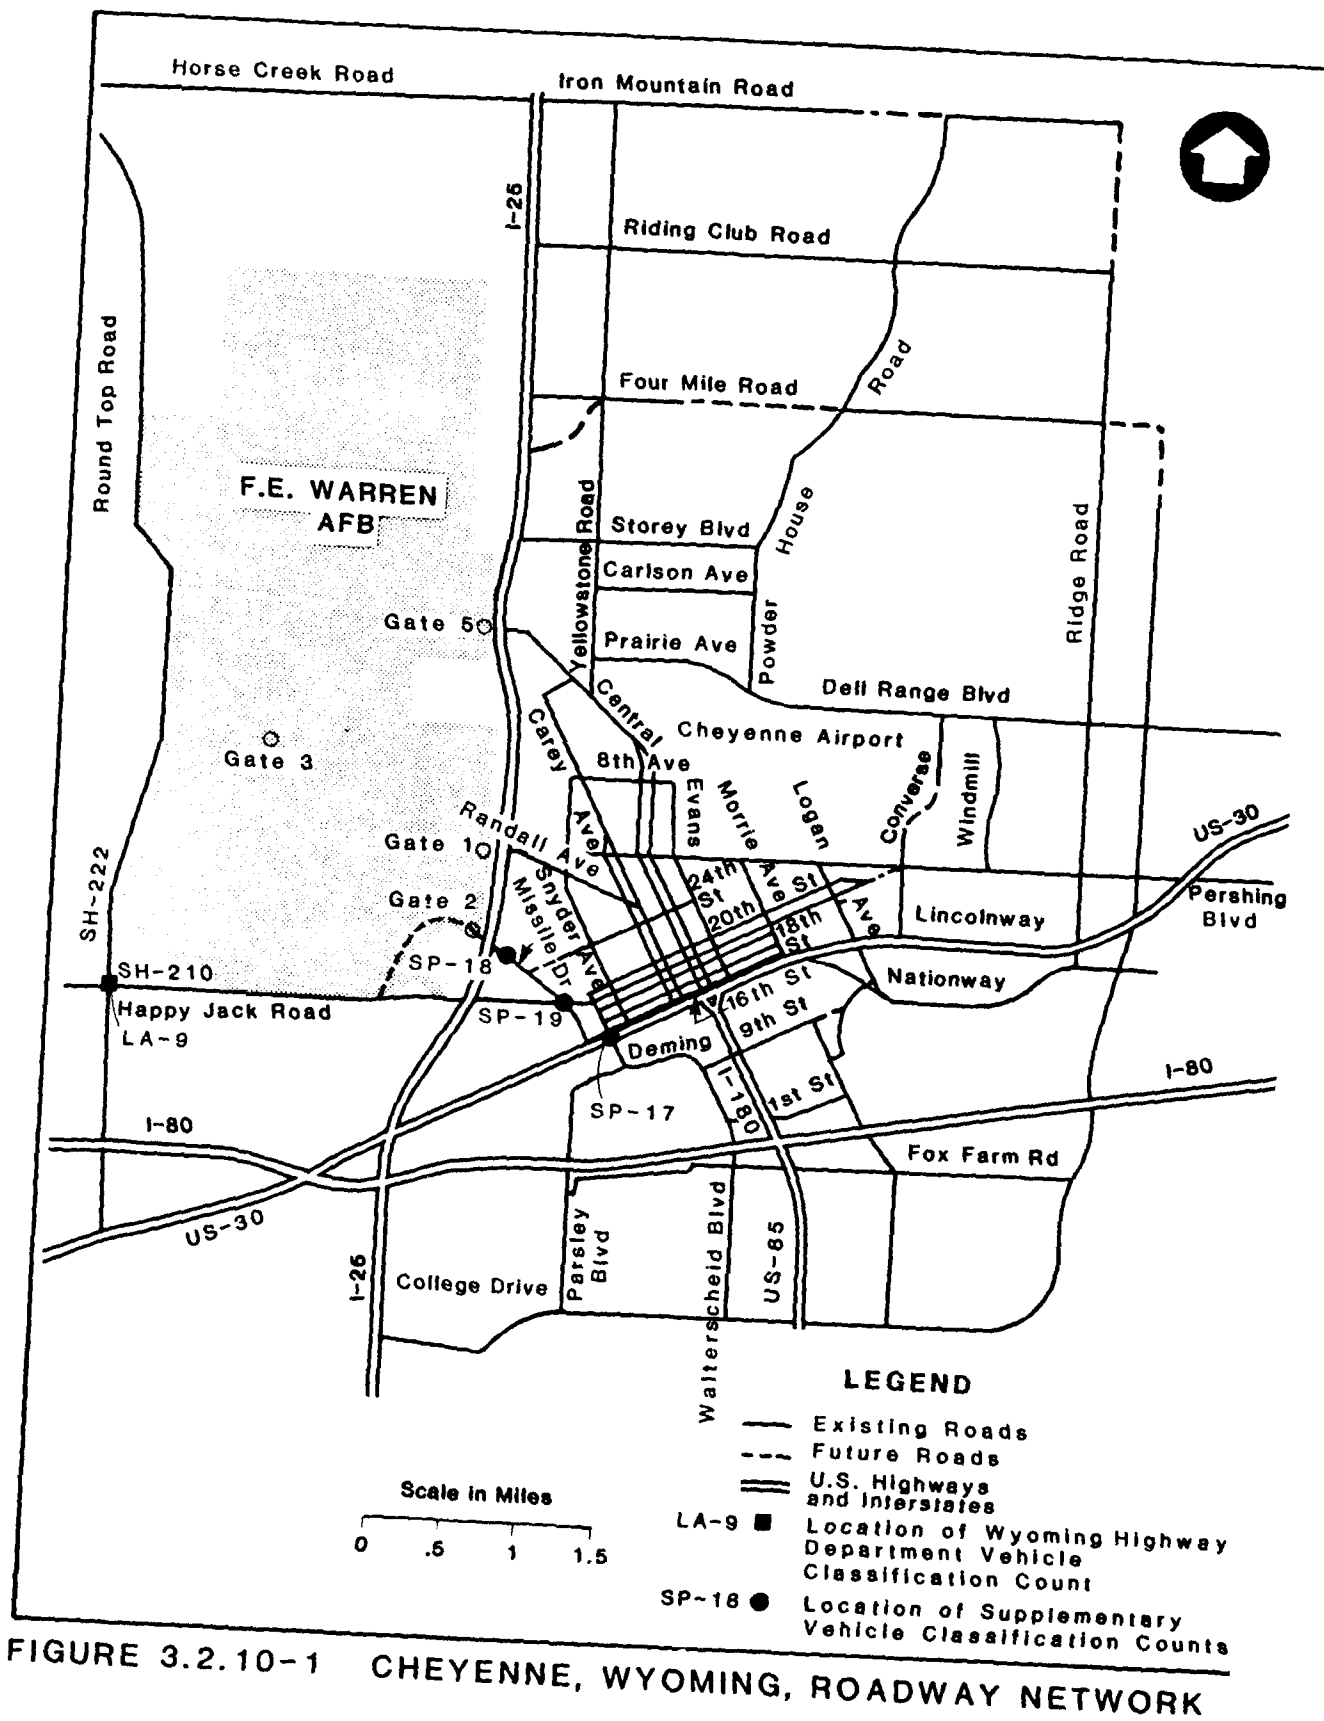 Horse Creek Road
Iron Mountain Road
I-25
Riding Club Road
Round Top Road
Four Mile Road
Road
F.E. WARREN
AFB
Storey Blvd
House
Yellowstone Road
Carlson Ave
Ridge Road
Gate 5
Prairie Ave
Powder
Dell Range Blvd
Central
Carey
Cheyenne Airport
Gate 3
8th Ave
Evans
Morrie
Logan
Converse
Windmill
US-30
Randall Ave
Ave
Gate 1
24th
St
Ave
St
Pershing
Blvd
SH-222
Gate 2
Snyder
Ave
Missile Dr
20th
18th
St
Ave
Lincolnway
SP-18
SH-210
Happy Jack Road
LA-9
SP-19
16th St
Nationway
Deming
9th St
I-180
1st St
I-80
SP-17
I-80
Fox Farm Rd
US-30
Parsley
Blvd
Walterscheid Blvd
US-85
I-25
College Drive
LEGEND
Existing Roads
Future Roads
U.S. Highways
and Interstates
Scale in Miles
0 .5 1 1.5
LA-9
Location of Wyoming Highway
Department Vehicle
Classification Count
SP-18
Location of Supplementary
Vehicle Classification Counts
FIGURE 3.2.10-1 CHEYENNE, WYOMING, ROADWAY NETWORK